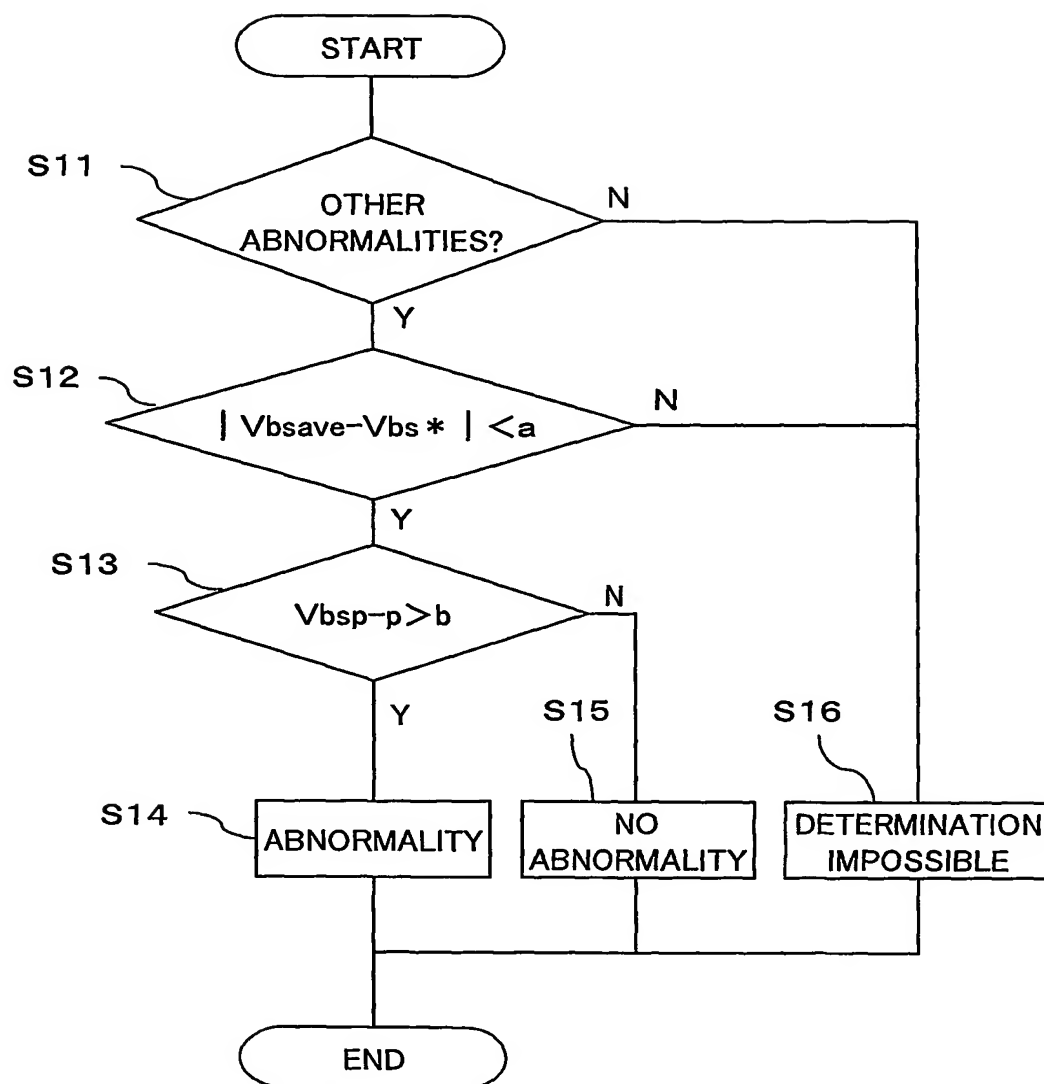 START
S11
OTHER
ABNORMALITIES?
N
Y
S12
| Vbsave-Vbs* | <a
N
Y
S13
Vbsp-p>b
N
Y
S14
ABNORMALITY
S15
NO
ABNORMALITY
S16
DETERMINATION
IMPOSSIBLE
END